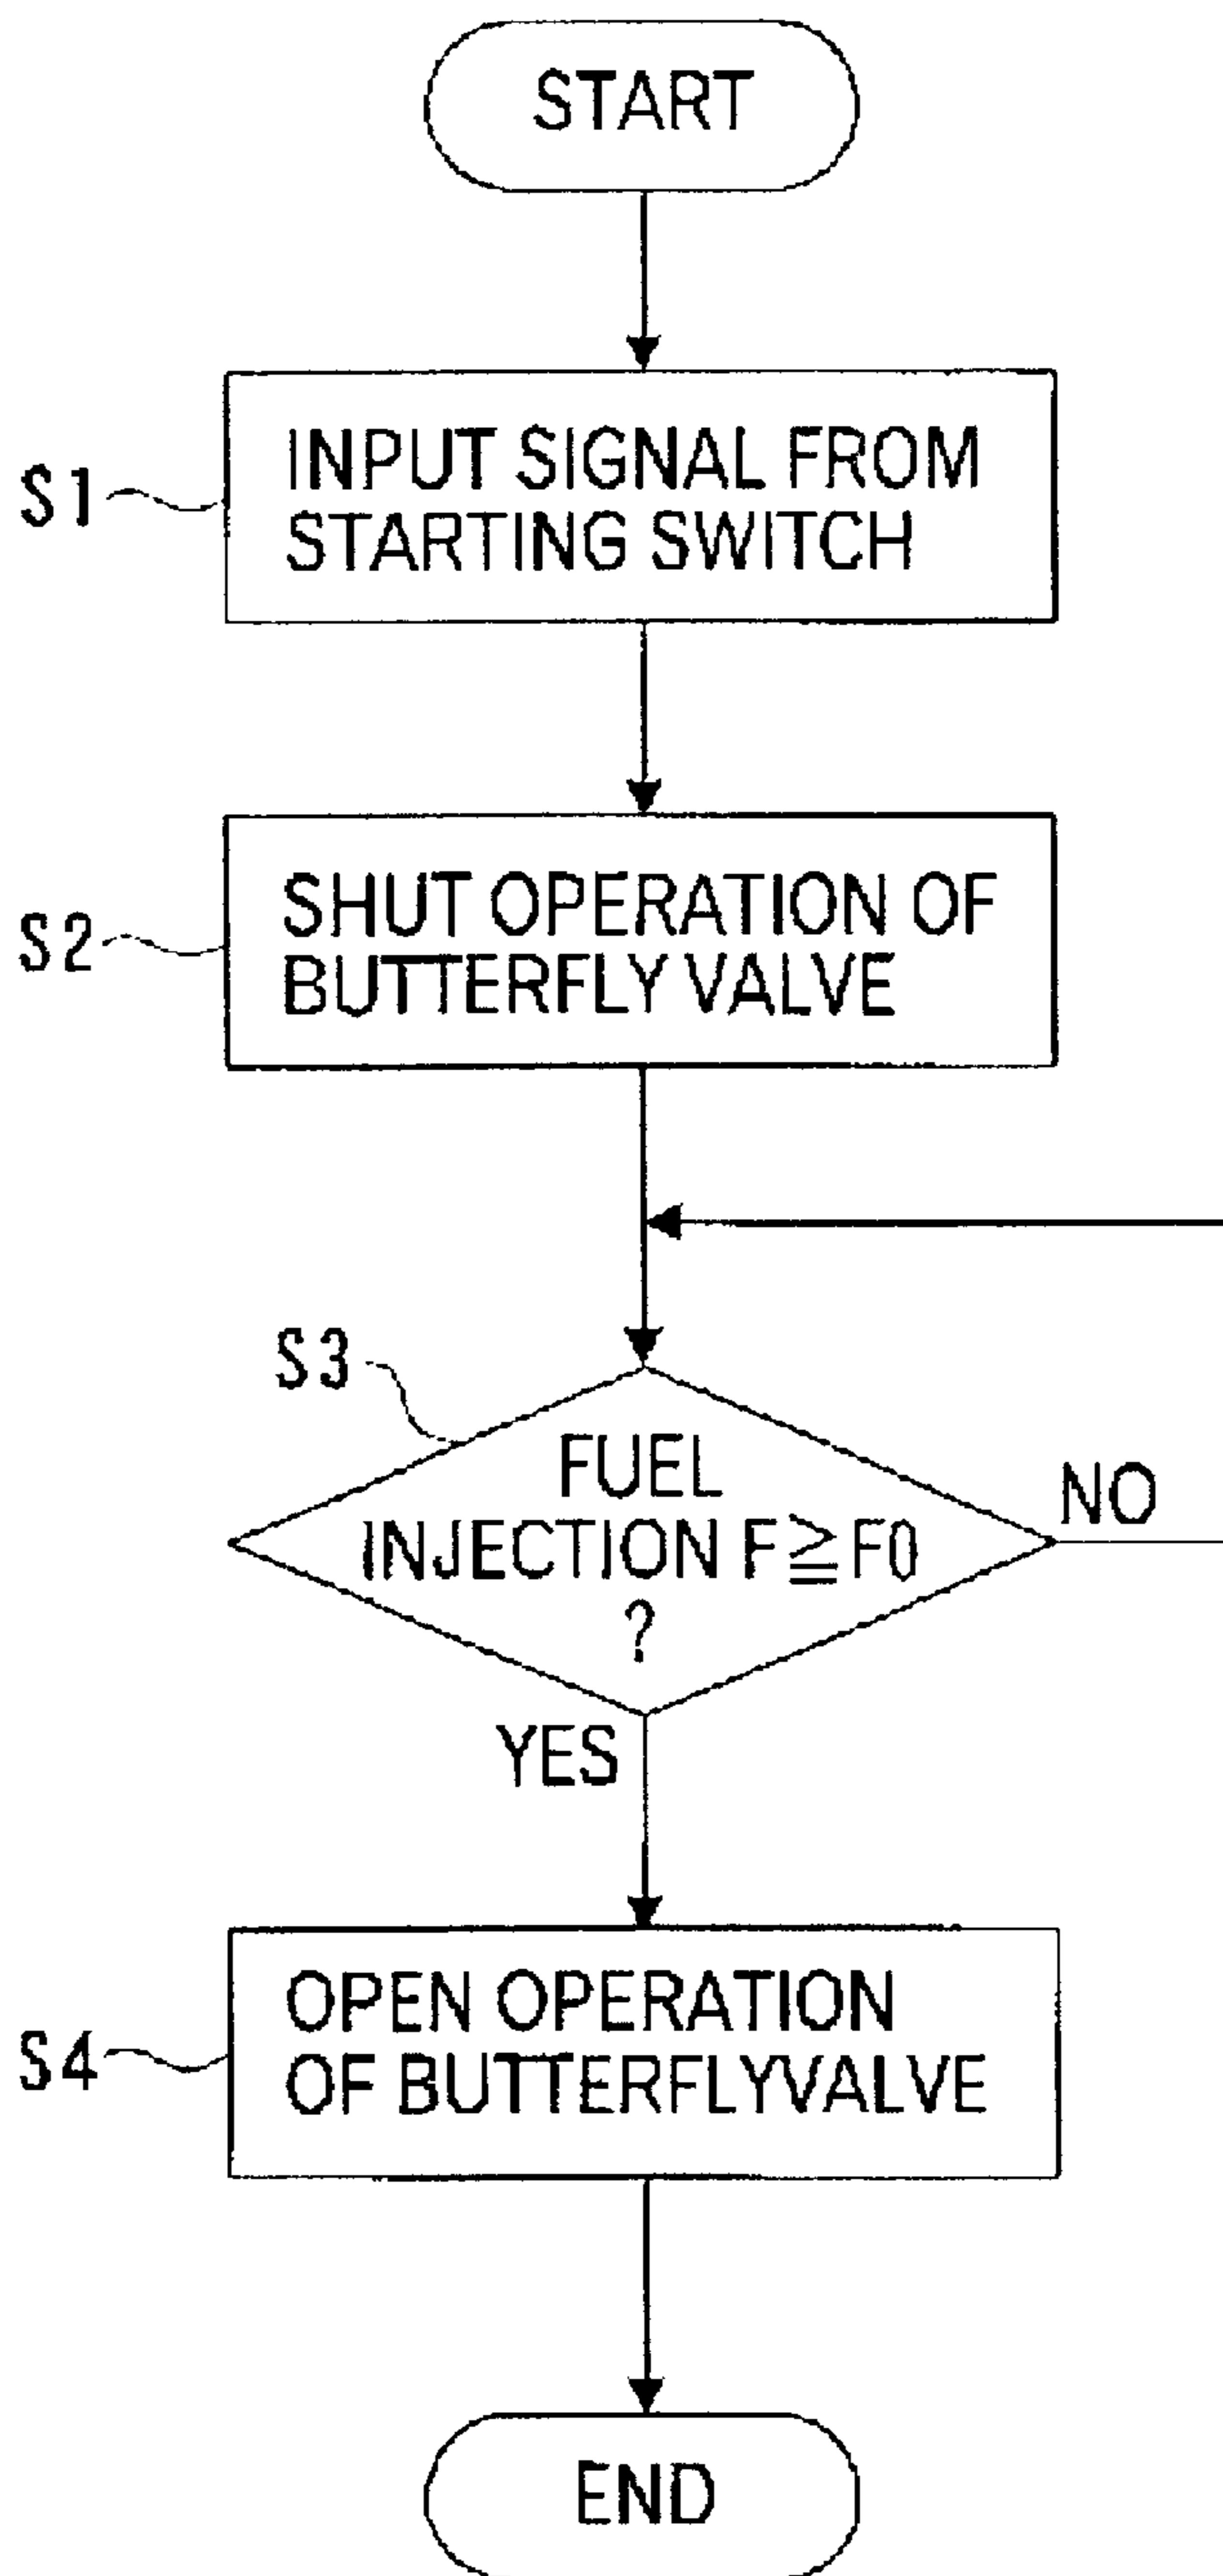 START
S1
INPUT SIGNAL FROM
STARTING SWITCH
S2
SHUT OPERATION OF
BUTTERFLY VALVE
S3
FUEL
INJECTION F≧F0
?
NO
YES
S4
OPEN OPERATION
OF BUTTERFLYVALVE
END